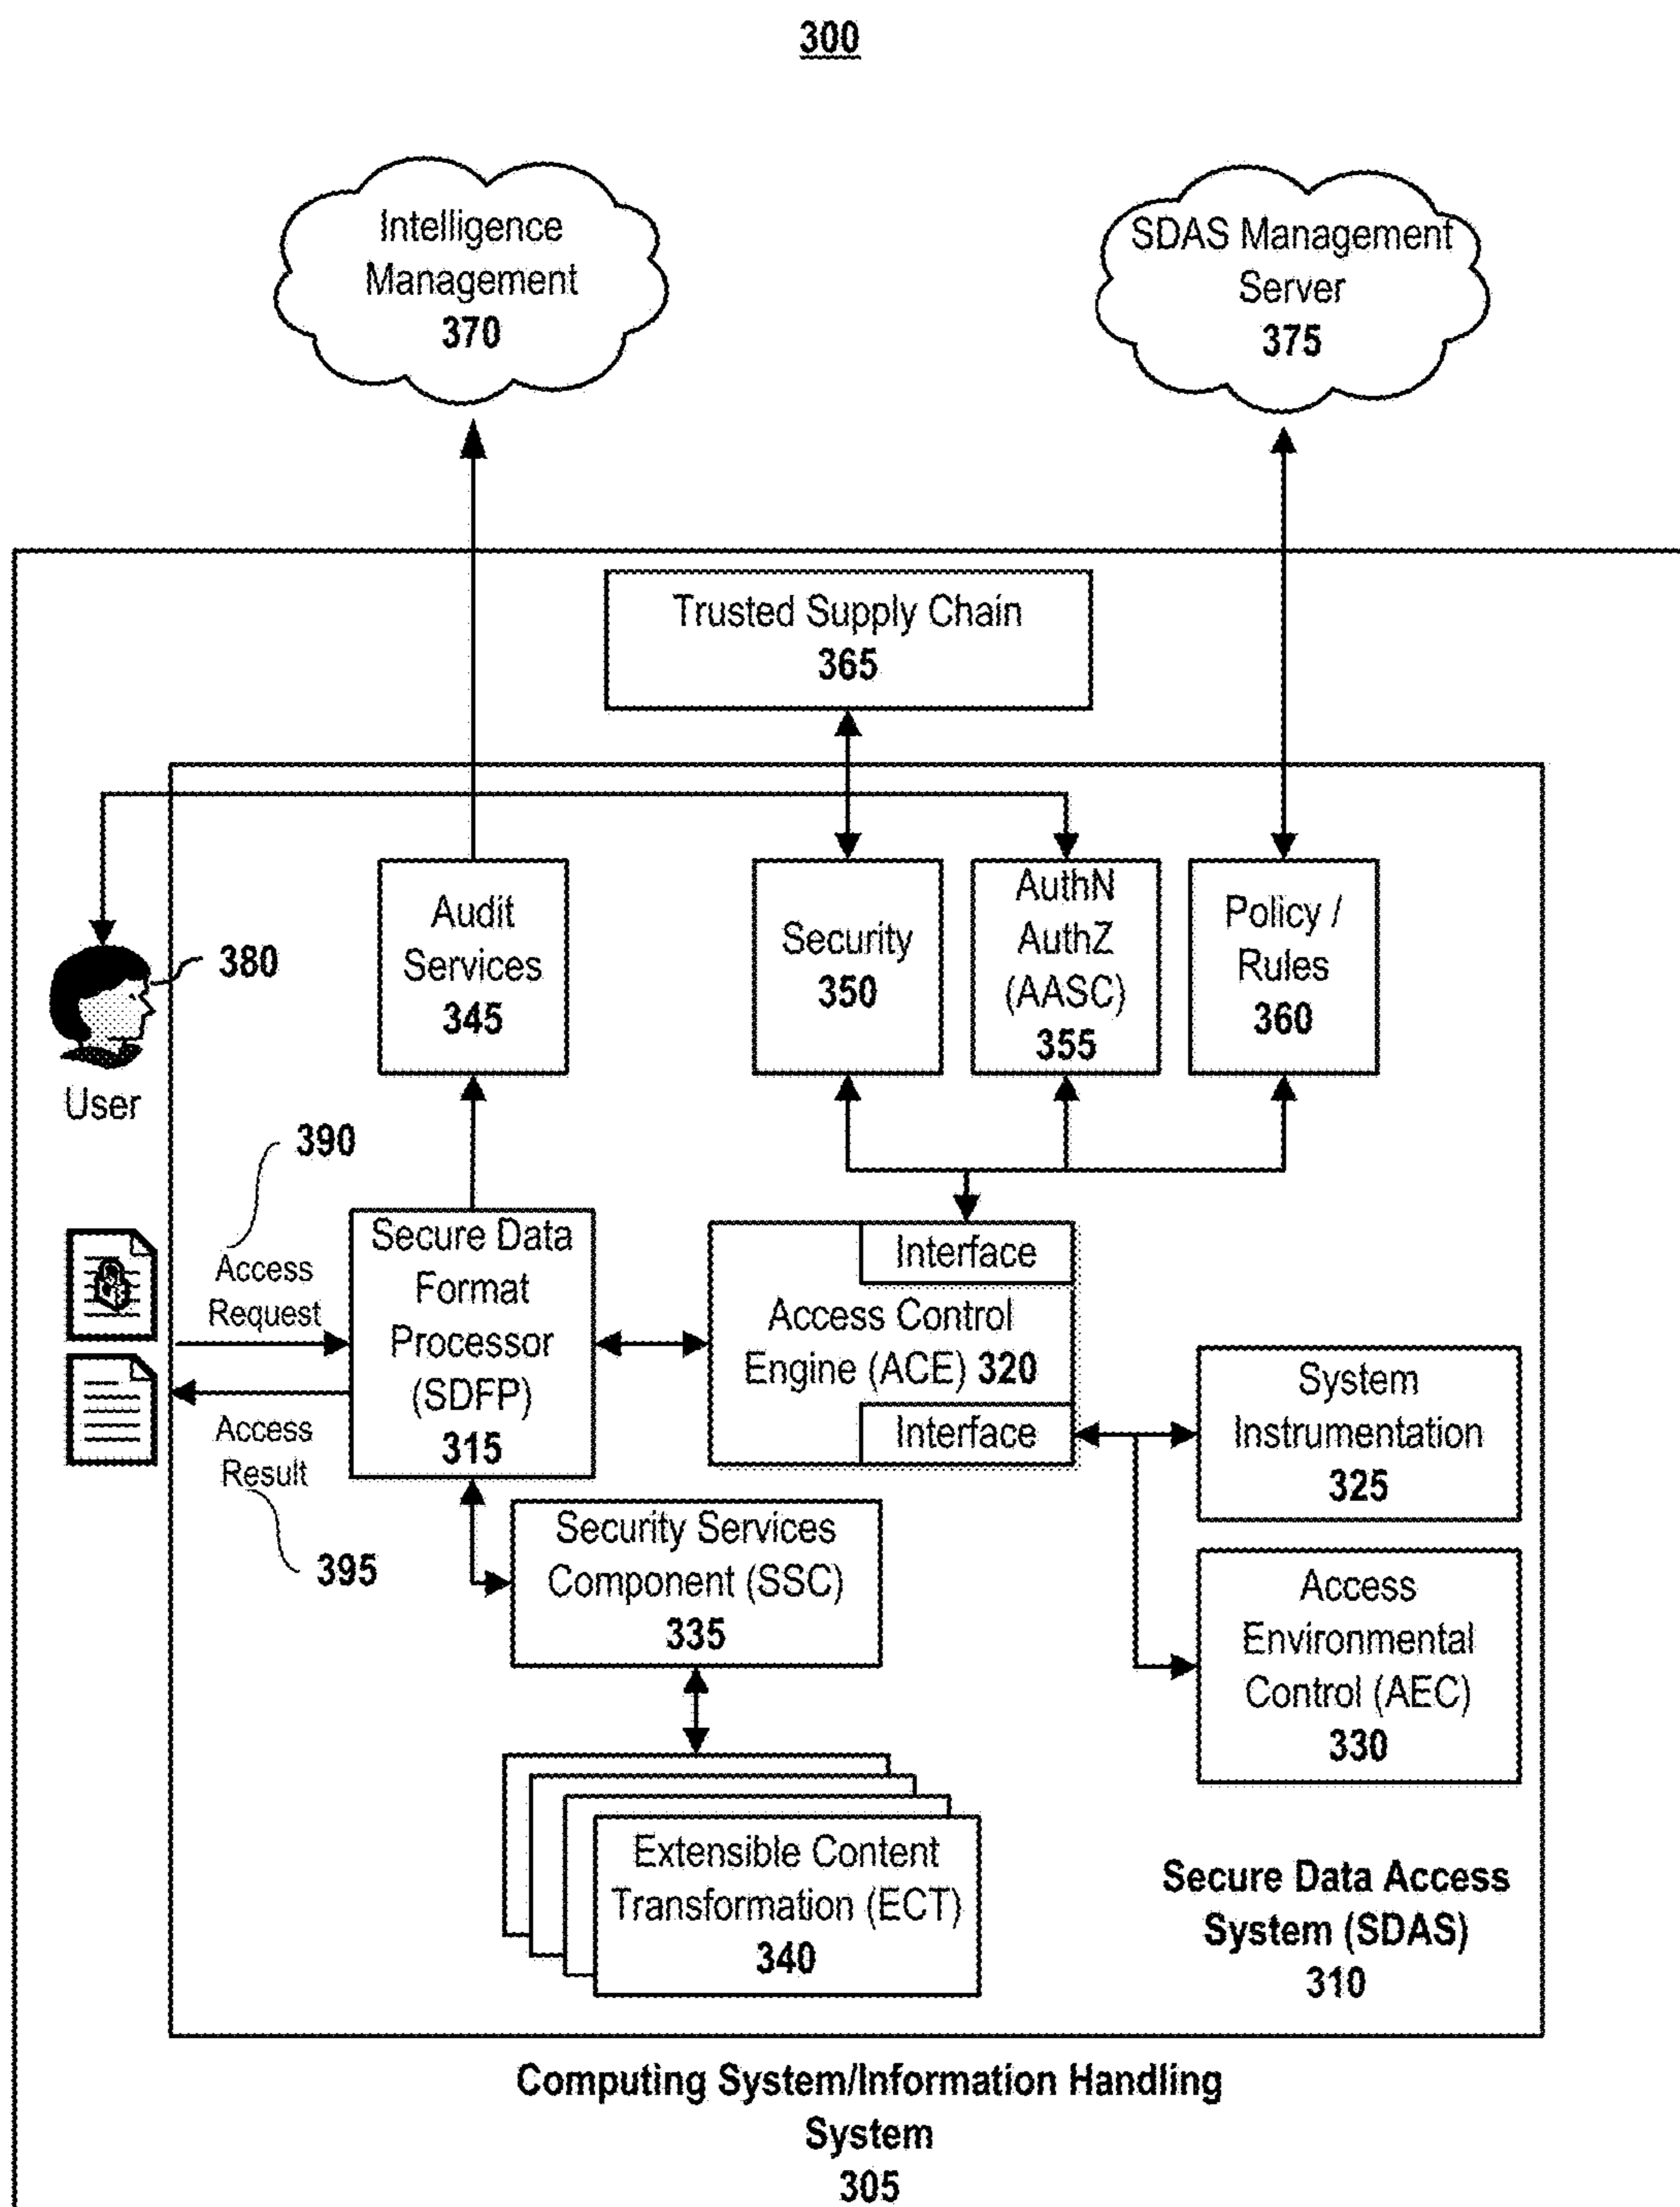 300
Intelligence
Management
370
SDAS Management
Server
375
Trusted Supply Chain
365
Audit
Services
345
Security
350
AuthN
AuthZ
(AASC)
355
Policy /
Rules
360
380
User
390
Access
Request
Access
Result
395
Secure Data
Format
Processor
(SDFP)
315
Interface
Access Control
Engine (ACE) 320
Interface
System
Instrumentation
325
Security Services
Component (SSC)
335
Access
Environmental
Control (AEC)
330
Extensible Content
Transformation (ECT)
340
Secure Data Access
System (SDAS)
310
Computing System/Information Handling
System
305